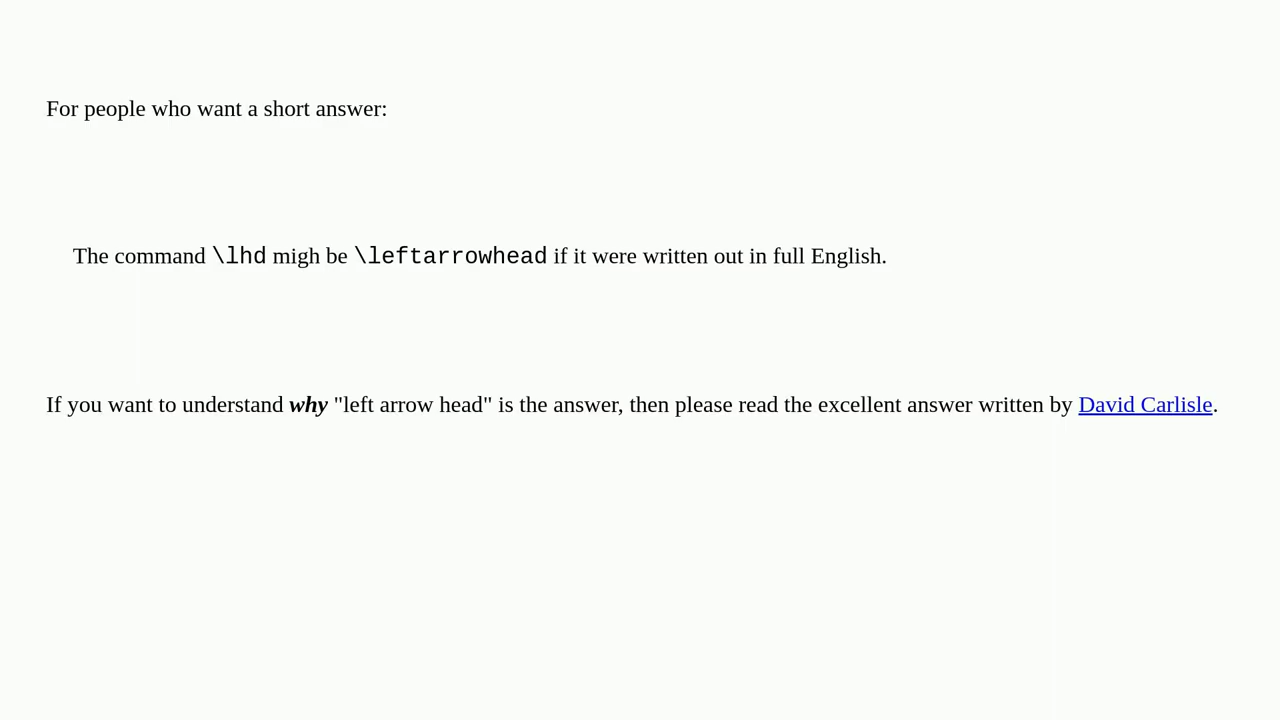 For people who want a short answer:
The command \lhd migh be \leftarrowhead if it were written out in full English.
If you want to understand why "left arrow head" is the answer, then please read the excellent answer written by David Carlisle.